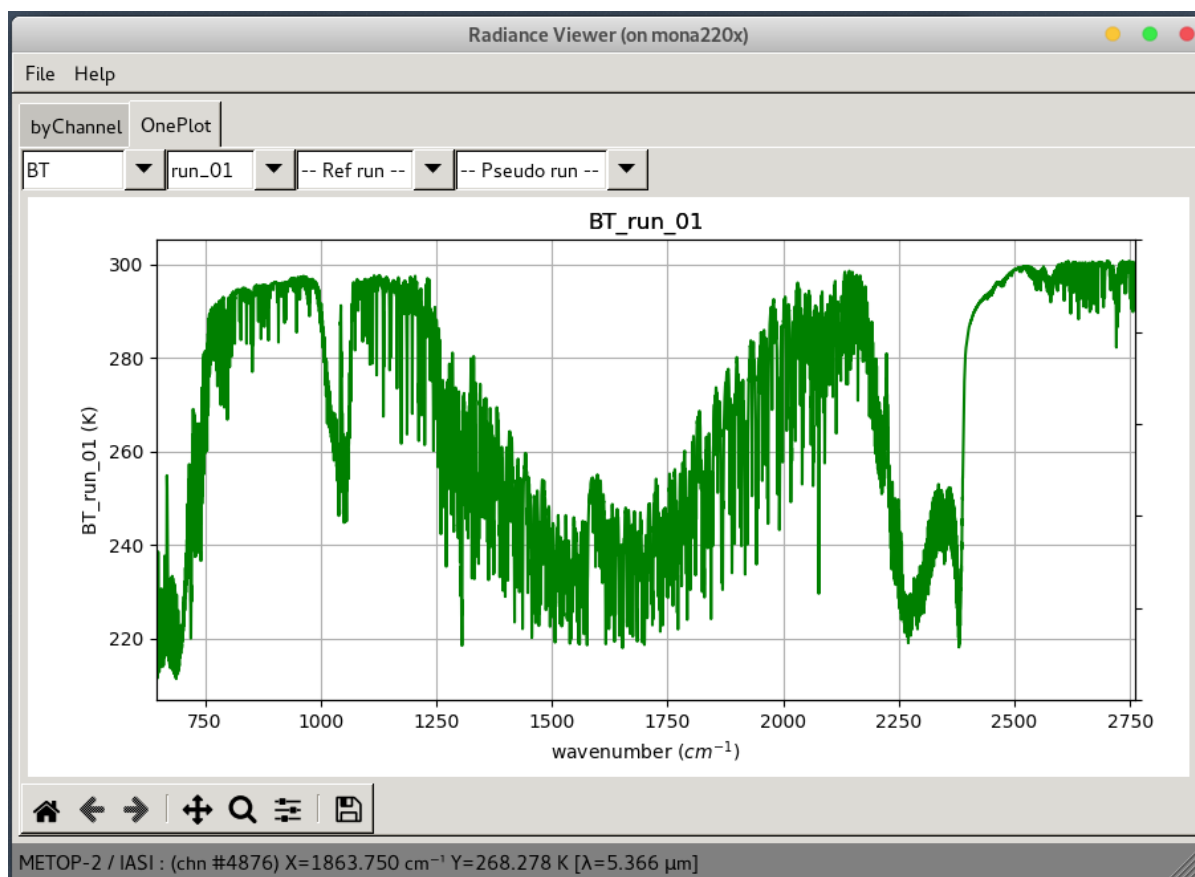 Radiance Viewer (on mona220x)
File Help
byChannel OnePlot
BT run_01 -- Ref run -- -- Pseudo run --
BT_run_01
300
280
260
240
220
BT_run_01 (K)
750 1000 1250 1500 1750 2000 2250 2500 2750
wavenumber (cm⁻¹)
METOP-2 / IASI : (chn #4876) X=1863.750 cm⁻¹ Y=268.278 K [λ=5.366 µm]